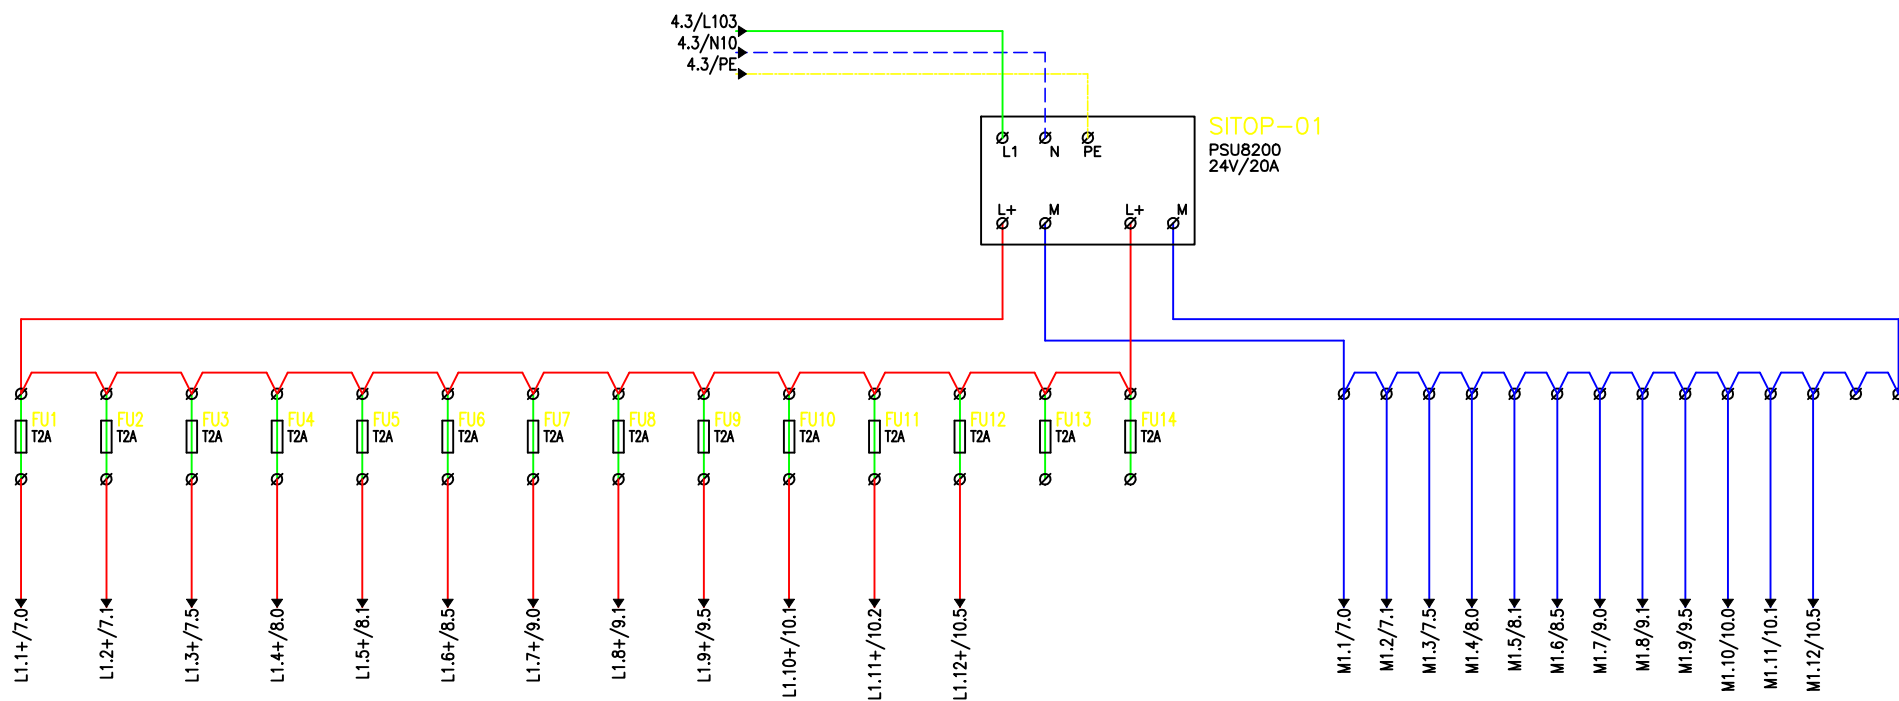 4.3/L103
4.3/N10
4.3/PE
SITOP-01
PSU8200
24V/20A
L1 N PE
L+ M L+ M
FU1 FU2 FU3 FU4 FU5 FU6 FU7 FU8 FU9 FU10 FU11 FU12 FU13 FU14
T2A T2A T2A T2A T2A T2A T2A T2A T2A T2A T2A T2A T2A T2A
L1.1+/7.0
L1.2+/7.1
L1.3+/7.5
L1.4+/8.0
L1.5+/8.1
L1.6+/8.5
L1.7+/9.0
L1.8+/9.1
L1.9+/9.5
L1.10+/10.1
L1.11+/10.2
L1.12+/10.5
M1.1/7.0
M1.2/7.1
M1.3/7.5
M1.4/8.0
M1.5/8.1
M1.6/8.5
M1.7/9.0
M1.8/9.1
M1.9/9.5
M1.10/10.0
M1.11/10.1
M1.12/10.5